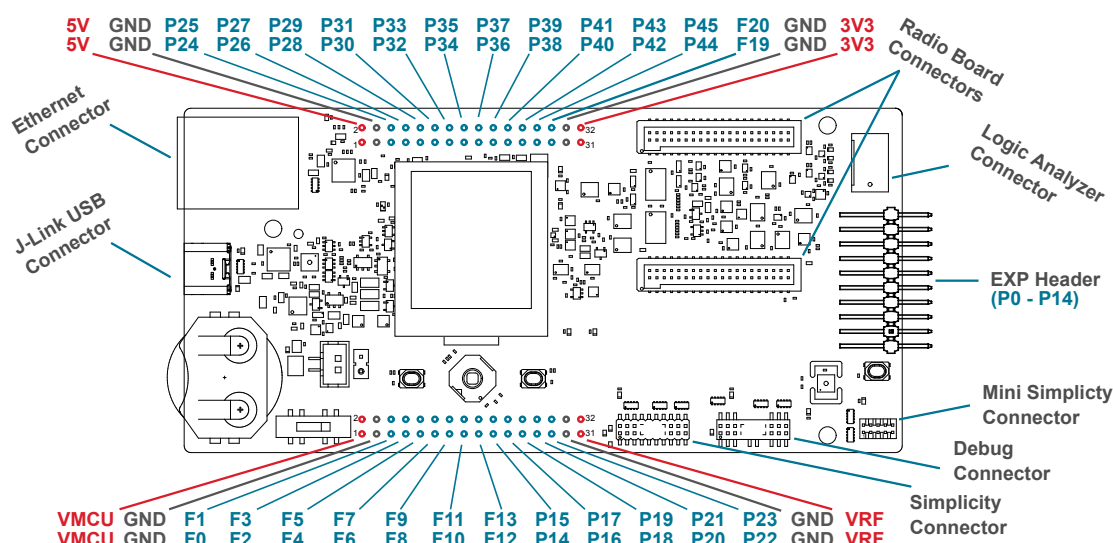 5V GND P25 P27 P29 P31 P33 P35 P37 P39 P41 P43 P45 F20 GND 3V3
5V GND P24 P26 P28 P30 P32 P34 P36 P38 P40 P42 P44 F19 GND 3V3
Radio Board
Connectors
Ethernet
Connector
2
1
32
31
Logic Analyzer
Connector
J-Link USB
Connector
EXP Header
(P0 - P14)
Mini Simplicty
Connector
2
1
32
31
Debug
Connector
Simplicity
Connector
VMCU GND F1 F3 F5 F7 F9 F11 F13 P15 P17 P19 P21 P23 GND VRF
VMCU GND F0 F2 F4 F6 F8 F10 F12 P14 P16 P18 P20 P22 GND VRF